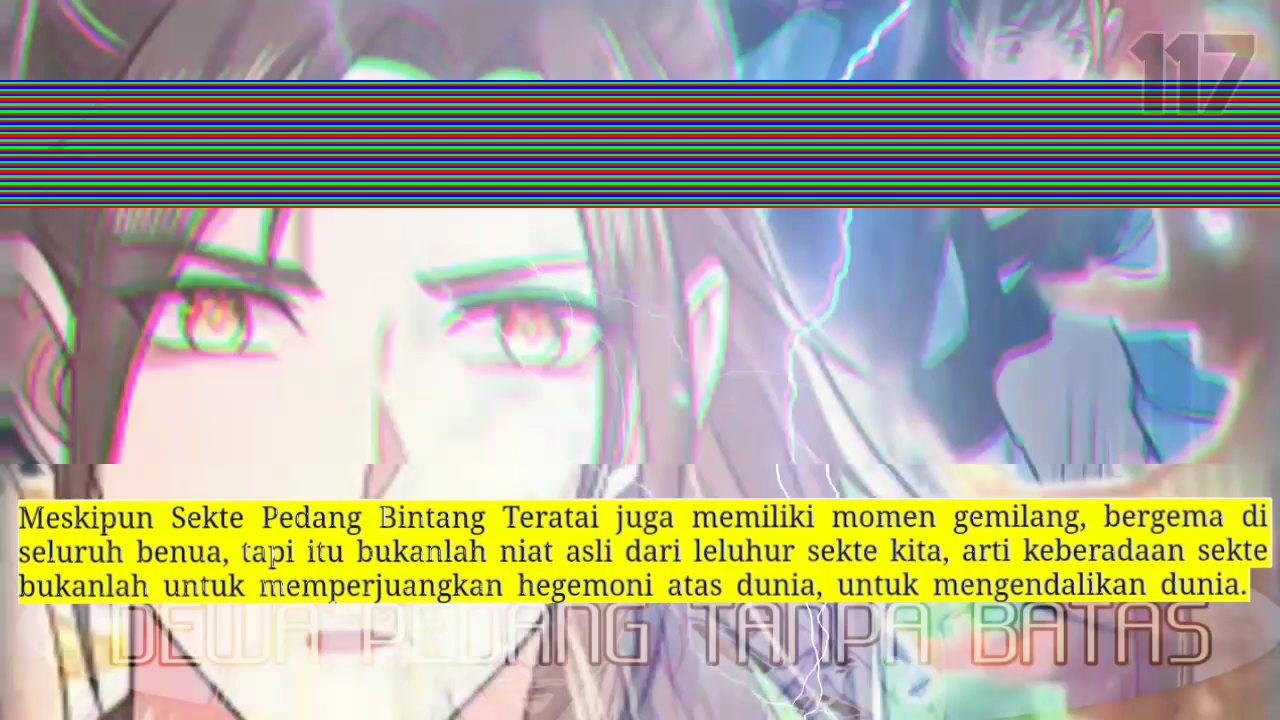 117
Meskipun Sekte Pedang Bintang Teratai juga memiliki momen gemilang, bergema di
seluruh benua, tapi itu bukanlah niat asli dari leluhur sekte kita, arti keberadaan sekte
bukanlah untuk memperjuangkan hegemoni atas dunia, untuk mengendalikan dunia.
DEWA PEDANG TANPA BATAS